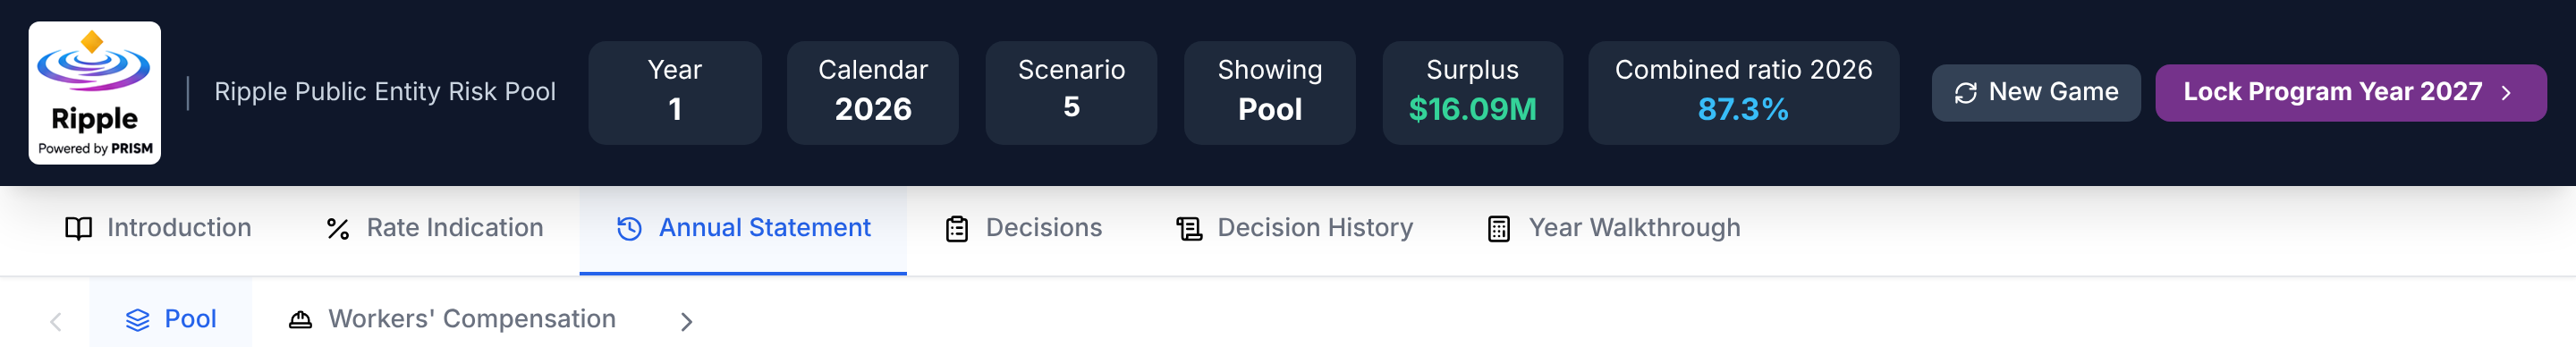 Ripple
Powered by PRISM
Ripple Public Entity Risk Pool
Year
1
Calendar
2026
Scenario
5
Showing
Pool
Surplus
$16.09M
Combined ratio 2026
87.3%
New Game
Lock Program Year 2027
Introduction
Rate Indication
Annual Statement
Decisions
Decision History
Year Walkthrough
Pool
Workers' Compensation